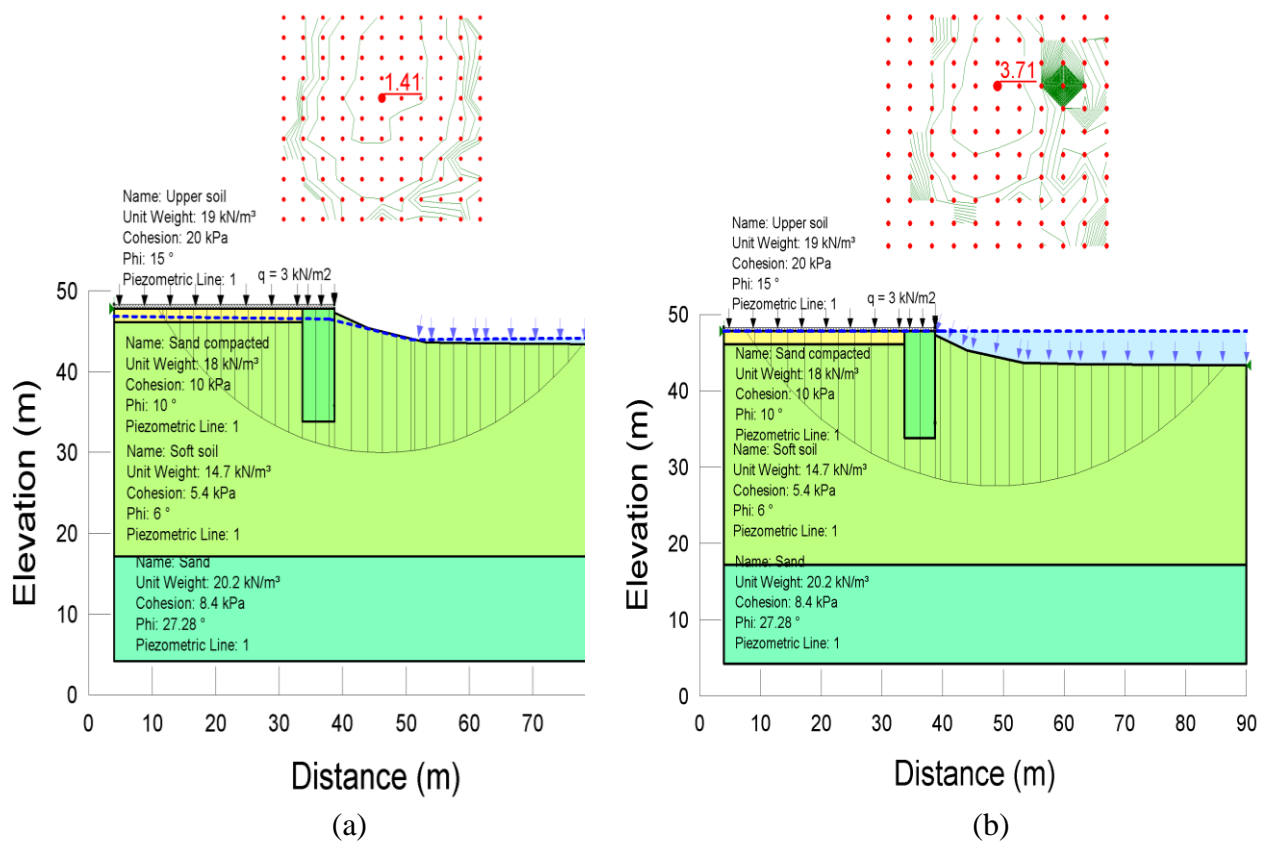 1.41
Name: Upper soil
Unit Weight: 19 kN/m³
Cohesion: 20 kPa
Phi: 15 °
Piezometric Line: 1
q = 3 kN/m2
Name: Sand compacted
Unit Weight: 18 kN/m³
Cohesion: 10 kPa
Phi: 10 °
Piezometric Line: 1
Name: Soft soil
Unit Weight: 14.7 kN/m³
Cohesion: 5.4 kPa
Phi: 6 °
Piezometric Line: 1
Name: Sand
Unit Weight: 20.2 kN/m³
Cohesion: 8.4 kPa
Phi: 27.28 °
Piezometric Line: 1
50
40
30
20
10
0
Elevation (m)
0 10 20 30 40 50 60 70
Distance (m)
(a)
3.71
Name: Upper soil
Unit Weight: 19 kN/m³
Cohesion: 20 kPa
Phi: 15 °
Piezometric Line: 1
q = 3 kN/m2
Name: Sand compacted
Unit Weight: 18 kN/m³
Cohesion: 10 kPa
Phi: 10 °
Piezometric Line: 1
Name: Soft soil
Unit Weight: 14.7 kN/m³
Cohesion: 5.4 kPa
Phi: 6 °
Piezometric Line: 1
Name: Sand
Unit Weight: 20.2 kN/m³
Cohesion: 8.4 kPa
Phi: 27.28 °
Piezometric Line: 1
50
40
30
20
10
0
Elevation (m)
0 10 20 30 40 50 60 70 80 90
Distance (m)
(b)